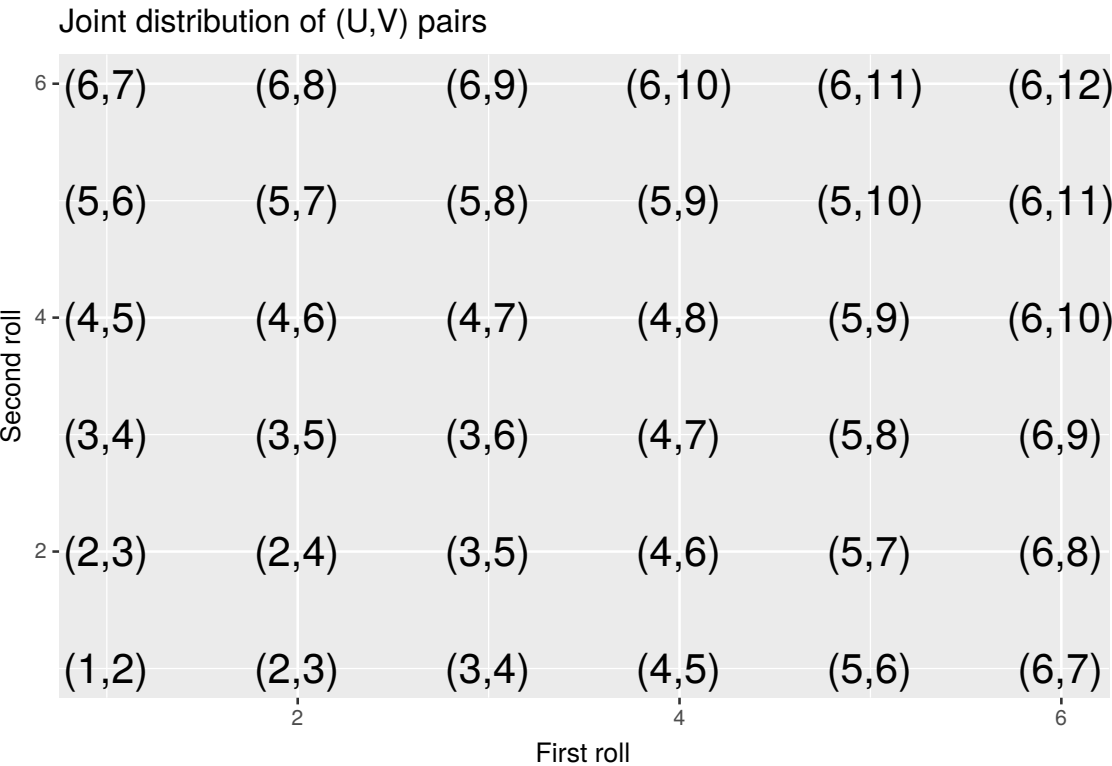 Joint distribution of (U,V) pairs
6 (6,7) (6,8) (6,9) (6,10) (6,11) (6,12)
(5,6) (5,7) (5,8) (5,9) (5,10) (6,11)
4 (4,5) (4,6) (4,7) (4,8) (5,9) (6,10)
(3,4) (3,5) (3,6) (4,7) (5,8) (6,9)
2 (2,3) (2,4) (3,5) (4,6) (5,7) (6,8)
(1,2) (2,3) (3,4) (4,5) (5,6) (6,7)
Second roll
2 4 6
First roll